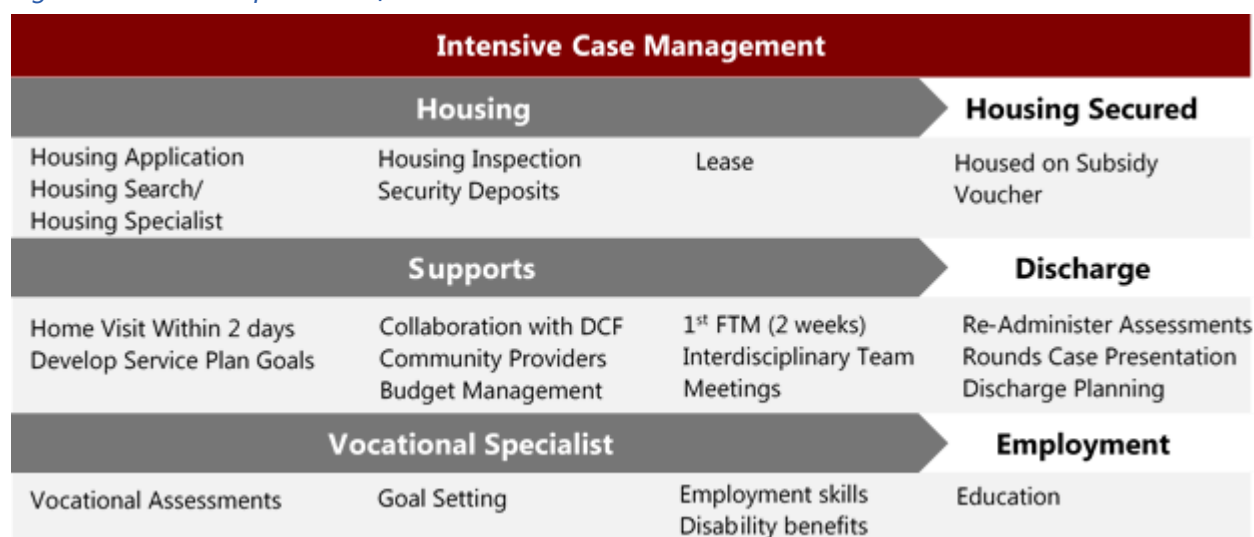 Intensive Case Management
Housing
Housing Secured
Housing Application
Housing Search/
Housing Specialist
Housing Inspection
Security Deposits
Lease
Housed on Subsidy
Voucher
Supports
Discharge
Home Visit Within 2 days
Develop Service Plan Goals
Collaboration with DCF
Community Providers
Budget Management
1st FTM (2 weeks)
Interdisciplinary Team
Meetings
Re-Administer Assessments
Rounds Case Presentation
Discharge Planning
Vocational Specialist
Employment
Vocational Assessments
Goal Setting
Employment skills
Disability benefits
Education